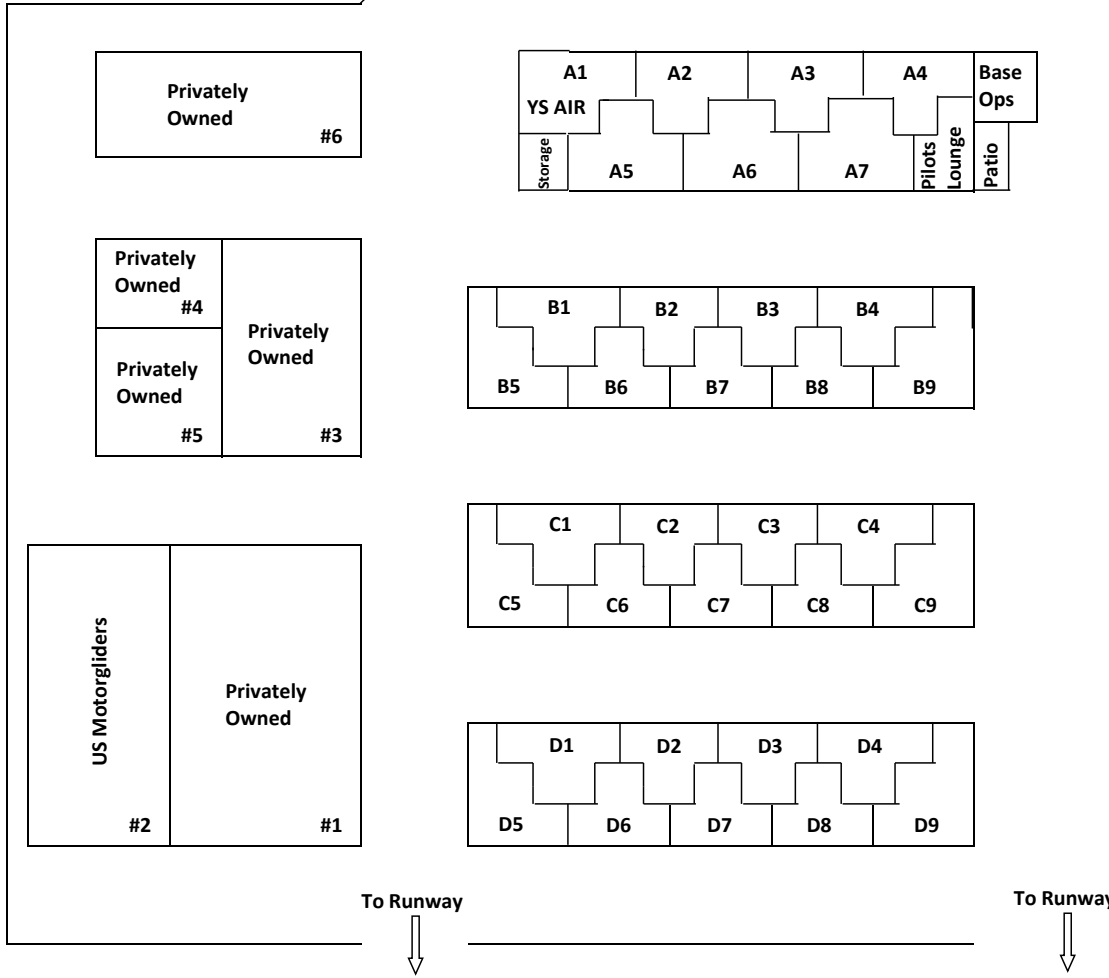 Privately
Owned
#6
A1
A2
A3
A4
Base
Ops
YS AIR
Storage
A5
A6
A7
Pilots
Lounge
Patio
Privately
Owned
#4
Privately
Owned
#5
Privately
Owned
#3
B1
B2
B3
B4
B5
B6
B7
B8
B9
C1
C2
C3
C4
C5
C6
C7
C8
C9
US Motorgliders
#2
Privately
Owned
#1
D1
D2
D3
D4
D5
D6
D7
D8
D9
To Runway
To Runway